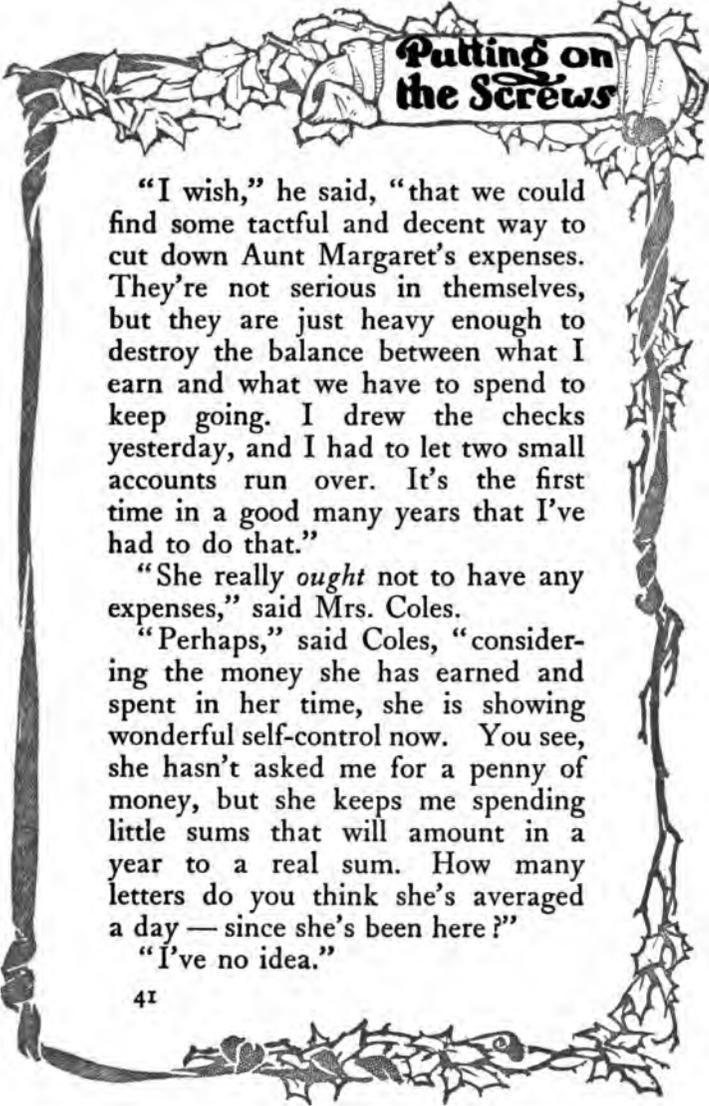 Putting on
the Screws
“I wish,” he said, “that we could
find some tactful and decent way to
cut down Aunt Margaret’s expenses.
They’re not serious in themselves,
but they are just heavy enough to
destroy the balance between what I
earn and what we have to spend to
keep going. I drew the checks
yesterday, and I had to let two small
accounts run over. It’s the first
time in a good many years that I’ve
had to do that.”
“She really ought not to have any
expenses,” said Mrs. Coles.
“Perhaps,” said Coles, “consider-
ing the money she has earned and
spent in her time, she is showing
wonderful self-control now. You see,
she hasn’t asked me for a penny of
money, but she keeps me spending
little sums that will amount in a
year to a real sum. How many
letters do you think she’s averaged
a day — since she’s been here?”
“I’ve no idea.”
41